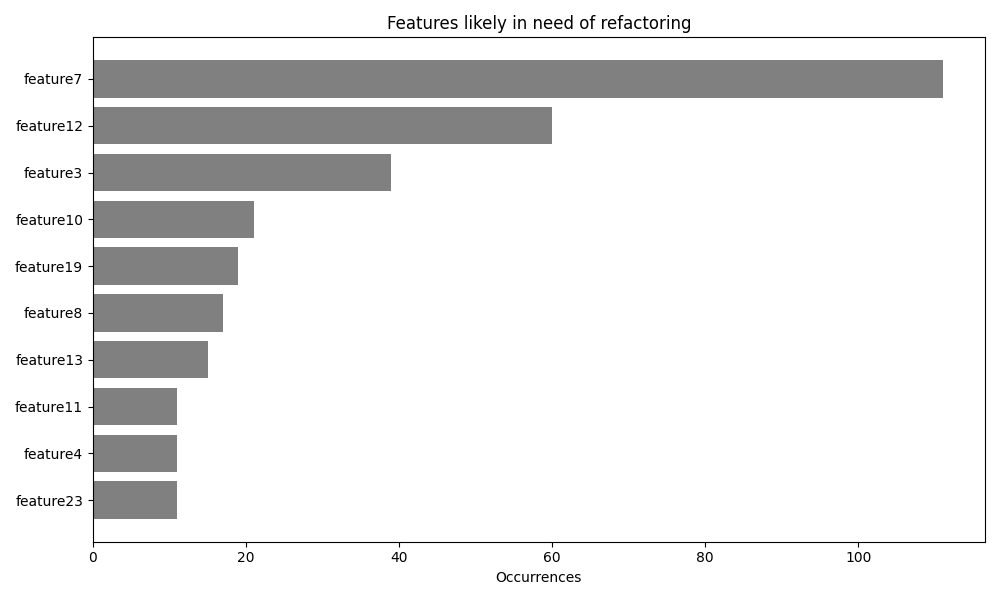 Features likely in need of refactoring
feature7
feature12
feature3
feature10
feature19
feature8
feature13
feature11
feature4
feature23
0 20 40 60 80 100
Occurrences